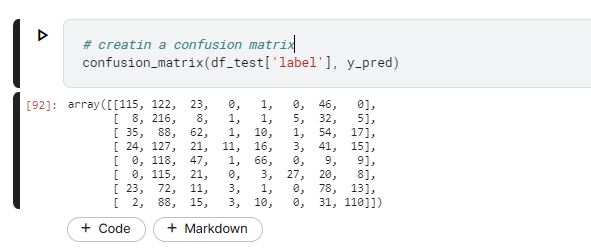 # creatin a confusion matrix
confusion_matrix(df_test['label'], y_pred)
[92]: array([[115, 122, 23, 0, 1, 0, 46, 0],
[ 8, 216, 8, 1, 1, 5, 32, 5],
[ 35, 88, 62, 1, 10, 1, 54, 17],
[ 24, 127, 21, 11, 16, 3, 41, 15],
[ 0, 118, 47, 1, 66, 0, 9, 9],
[ 0, 115, 21, 0, 3, 27, 20, 8],
[ 23, 72, 11, 3, 1, 0, 78, 13],
[ 2, 88, 15, 3, 10, 0, 31, 110]])
+ Code + Markdown